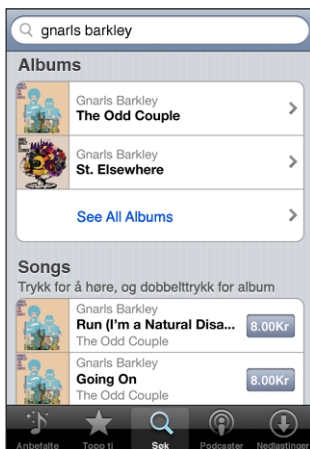 gnarls barkley
Albums
Gnarls Barkley
The Odd Couple
Gnarls Barkley
St. Elsewhere
See All Albums
Songs
Trykk for å høre, og dobbelttrykk for album
Gnarls Barkley
Run (I'm a Natural Disa...
8.00Kr
The Odd Couple
Gnarls Barkley
Going On
8.00Kr
The Odd Couple
Anbefalte Topp ti Søk Podcaster Nedlastinger